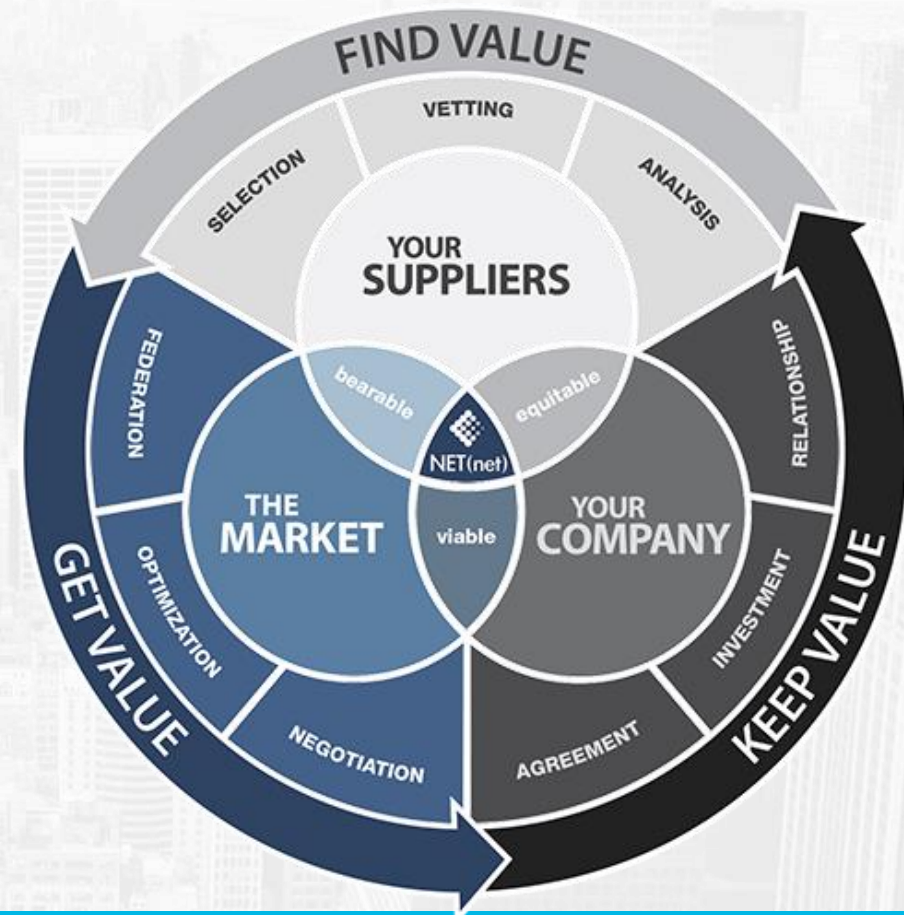 FIND VALUE
VETTING
SELECTION
ANALYSIS
YOUR
SUPPLIERS
FEDERATION
RELATIONSHIP
bearable
equitable
NET(net)
THE
MARKET
viable
YOUR
COMPANY
OPTIMIZATION
INVESTMENT
GET VALUE
KEEP VALUE
NEGOTIATION
AGREEMENT